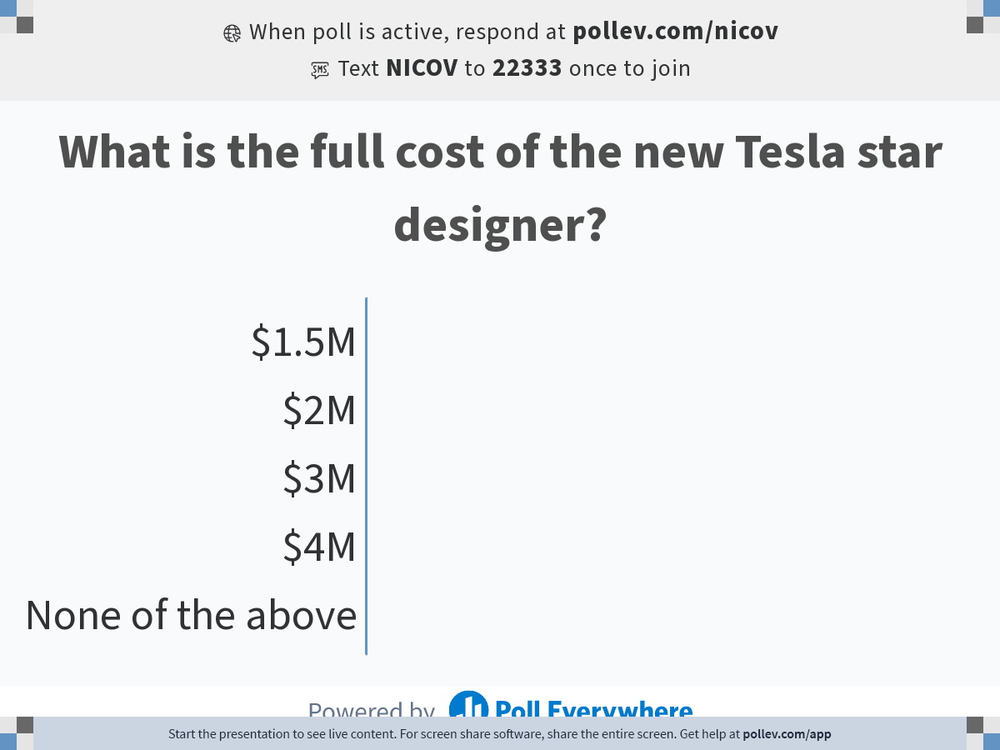 When poll is active, respond at pollev.com/nicov
SMS Text NICOV to 22333 once to join
What is the full cost of the new Tesla star
designer?
$1.5M
$2M
$3M
$4M
None of the above
Powered by Poll Everywhere
Start the presentation to see live content. For screen share software, share the entire screen. Get help at pollev.com/app